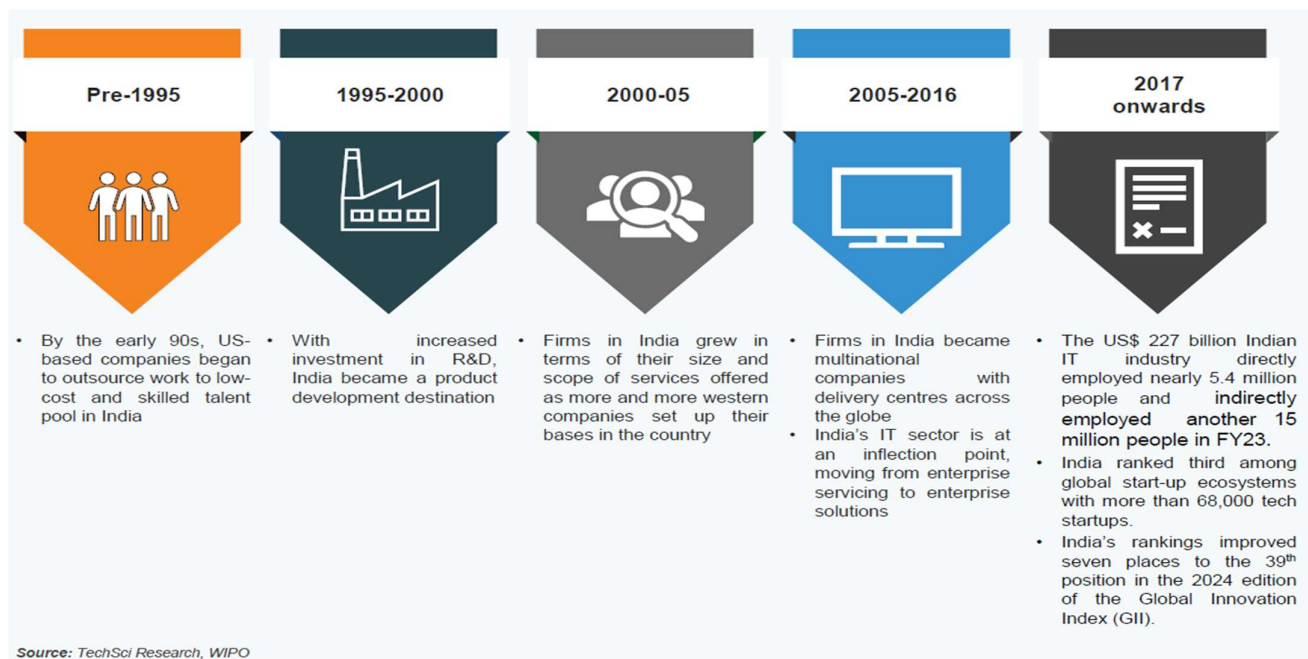 Pre-1995
1995-2000
2000-05
2005-2016
2017
onwards
• By the early 90s, US-
based companies began
to outsource work to low-
cost and skilled talent
pool in India
• With increased
investment in R&D,
India became a product
development destination
• Firms in India grew in
terms of their size and
scope of services offered
as more and more western
companies set up their
bases in the country
• Firms in India became
multinational
companies with
delivery centres across
the globe
• India's IT sector is at
an inflection point,
moving from enterprise
servicing to enterprise
solutions
• The US$ 227 billion Indian
IT industry directly
employed nearly 5.4 million
people and indirectly
employed another 15
million people in FY23.
• India ranked third among
global start-up ecosystems
with more than 68,000 tech
startups.
• India's rankings improved
seven places to the 39th
position in the 2024 edition
of the Global Innovation
Index (GII).
Source: TechSci Research, WIPO